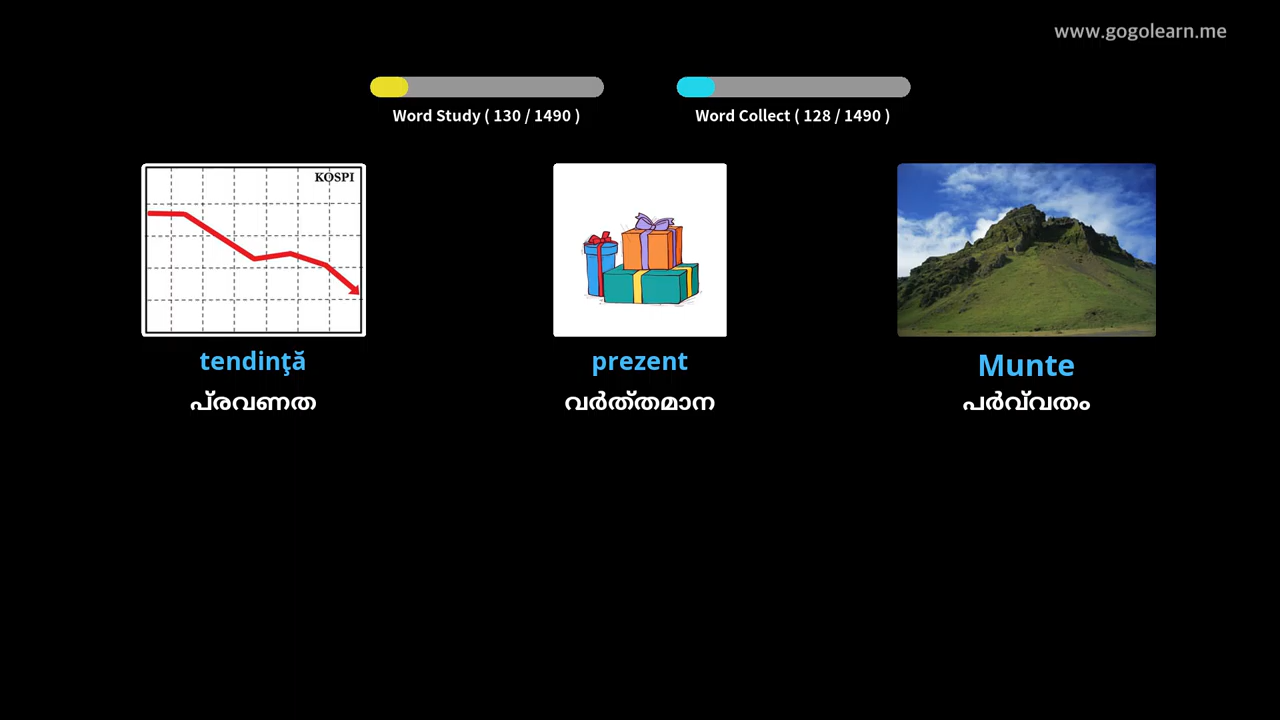 www.gogolearn.me
Word Study ( 130 / 1490 )
Word Collect ( 128 / 1490 )
KOSPI
tendinţă
prezent
Munte
പ്രവണത
വർത്തമാന
പർവ്വതം